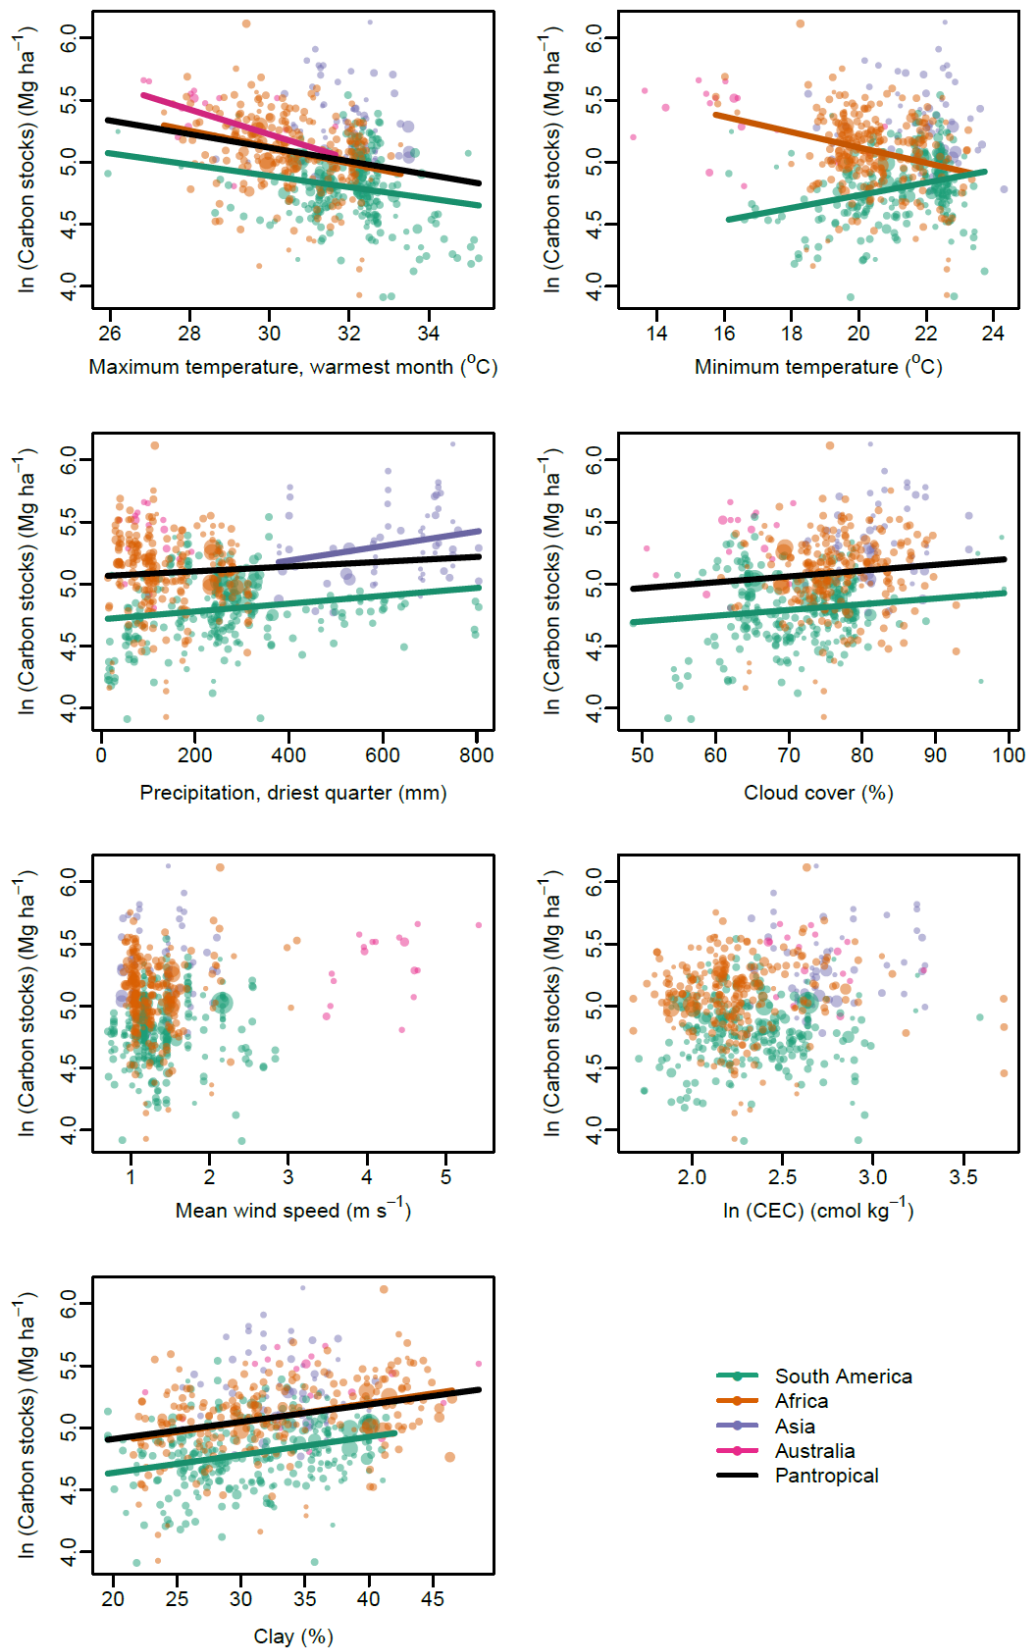 ln (Carbon stocks) (Mg ha⁻¹)
6.0
5.5
5.0
4.5
4.0
26 28 30 32 34
Maximum temperature, warmest month (°C)
ln (Carbon stocks) (Mg ha⁻¹)
6.0
5.5
5.0
4.5
4.0
14 16 18 20 22 24
Minimum temperature (°C)
ln (Carbon stocks) (Mg ha⁻¹)
6.0
5.5
5.0
4.5
4.0
0 200 400 600 800
Precipitation, driest quarter (mm)
ln (Carbon stocks) (Mg ha⁻¹)
6.0
5.5
5.0
4.5
4.0
50 60 70 80 90 100
Cloud cover (%)
ln (Carbon stocks) (Mg ha⁻¹)
6.0
5.5
5.0
4.5
4.0
1 2 3 4 5
Mean wind speed (m s⁻¹)
ln (Carbon stocks) (Mg ha⁻¹)
6.0
5.5
5.0
4.5
4.0
2.0 2.5 3.0 3.5
ln (CEC) (cmol kg⁻¹)
ln (Carbon stocks) (Mg ha⁻¹)
6.0
5.5
5.0
4.5
4.0
20 25 30 35 40 45
Clay (%)
South America
Africa
Asia
Australia
Pantropical